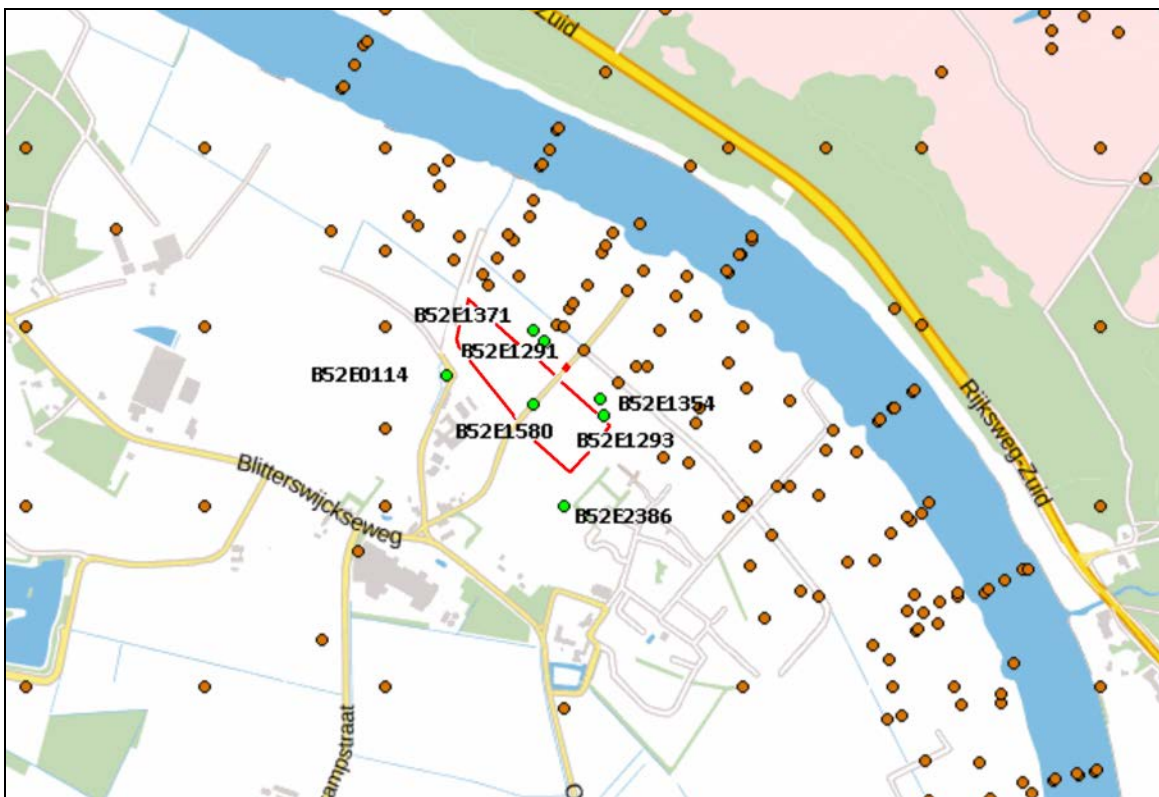 Zuid
B52E1371
B52E1291
B52E0114
B52E1354
B52E1580
B52E1293
Rijksweg-Zuid
Blitterswijckseweg
B52E2386
ampstraat
O